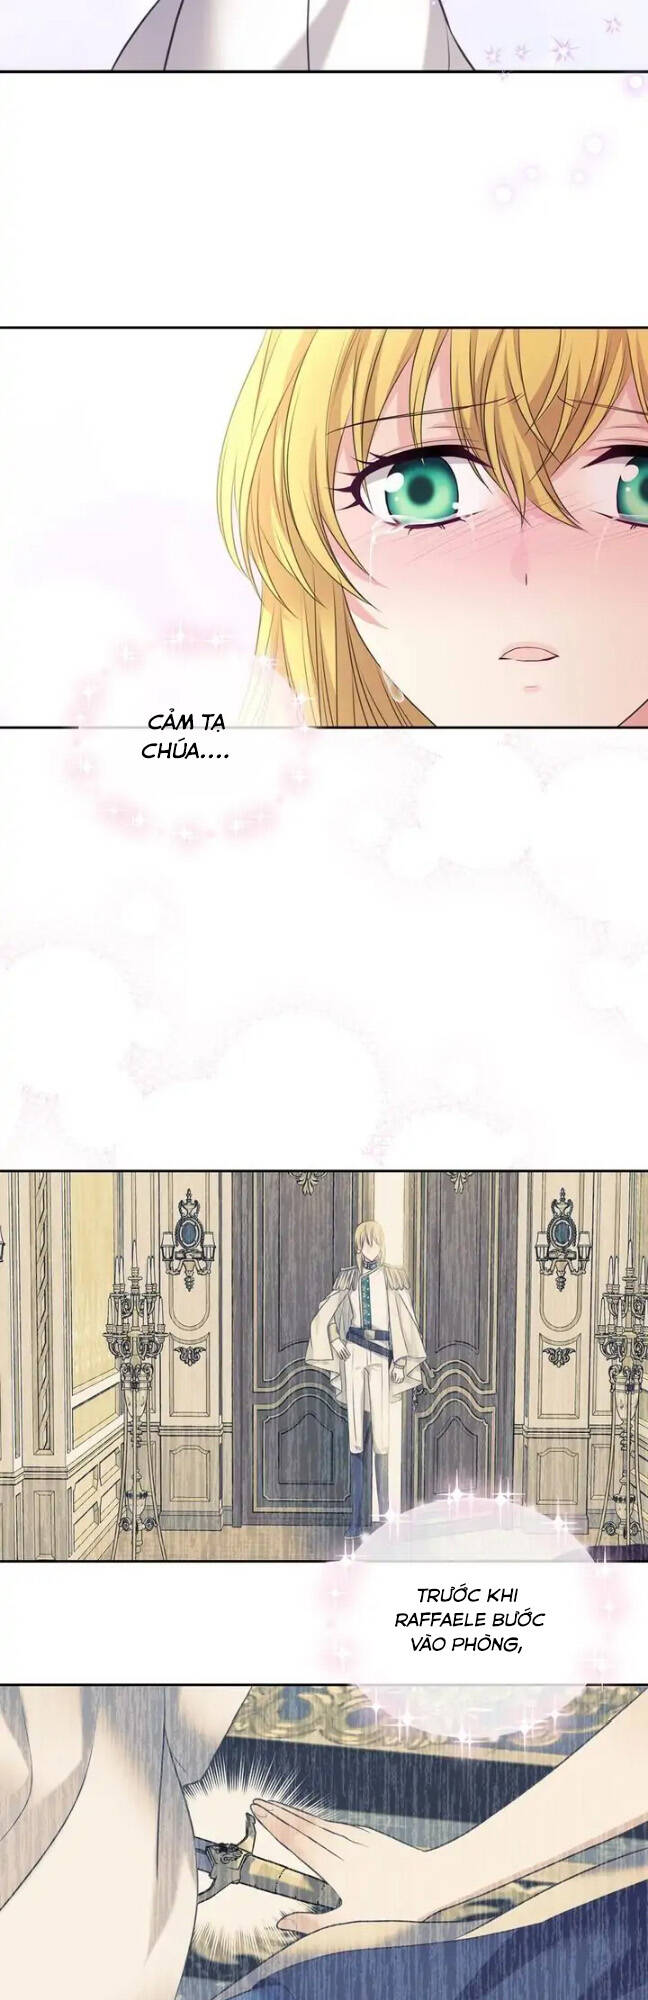 CẢM TẠ
CHÚA....
TRƯỚC KHI
RAFFAELE BƯỚC
VÀO PHÒNG,